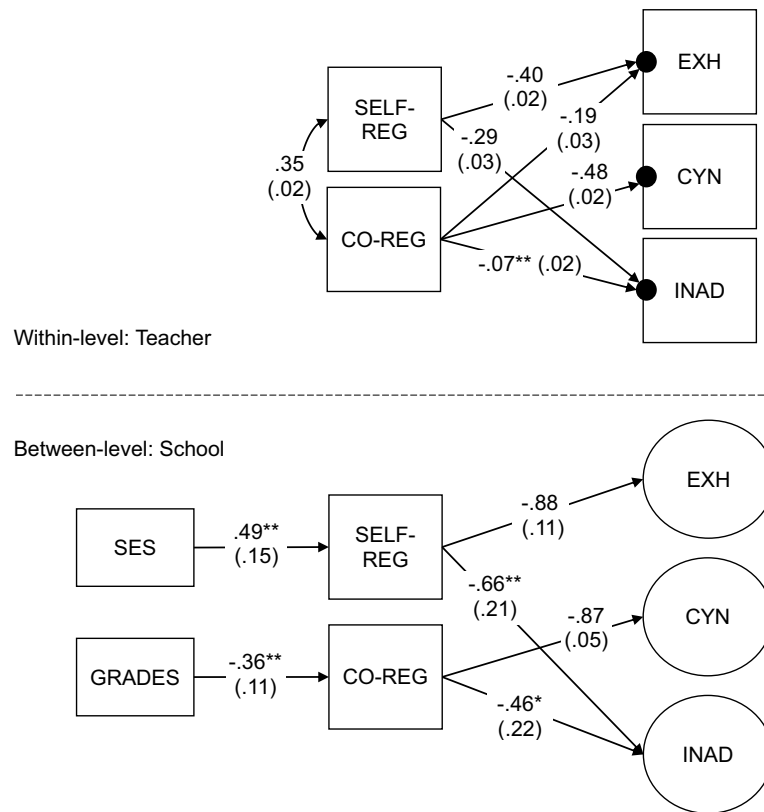 EXH
-.40
(.02)
SELF-
REG
-.19
(.03)
-.29
(.03)
.35
(.02)
CYN
-.48
(.02)
CO-REG
-.07** (.02)
INAD
Within-level: Teacher
Between-level: School
EXH
-.88
(.11)
SES
.49**
(.15)
SELF-
REG
-.66**
(.21)
-.87
(.05)
CYN
GRADES
-.36**
(.11)
CO-REG
-.46*
(.22)
INAD